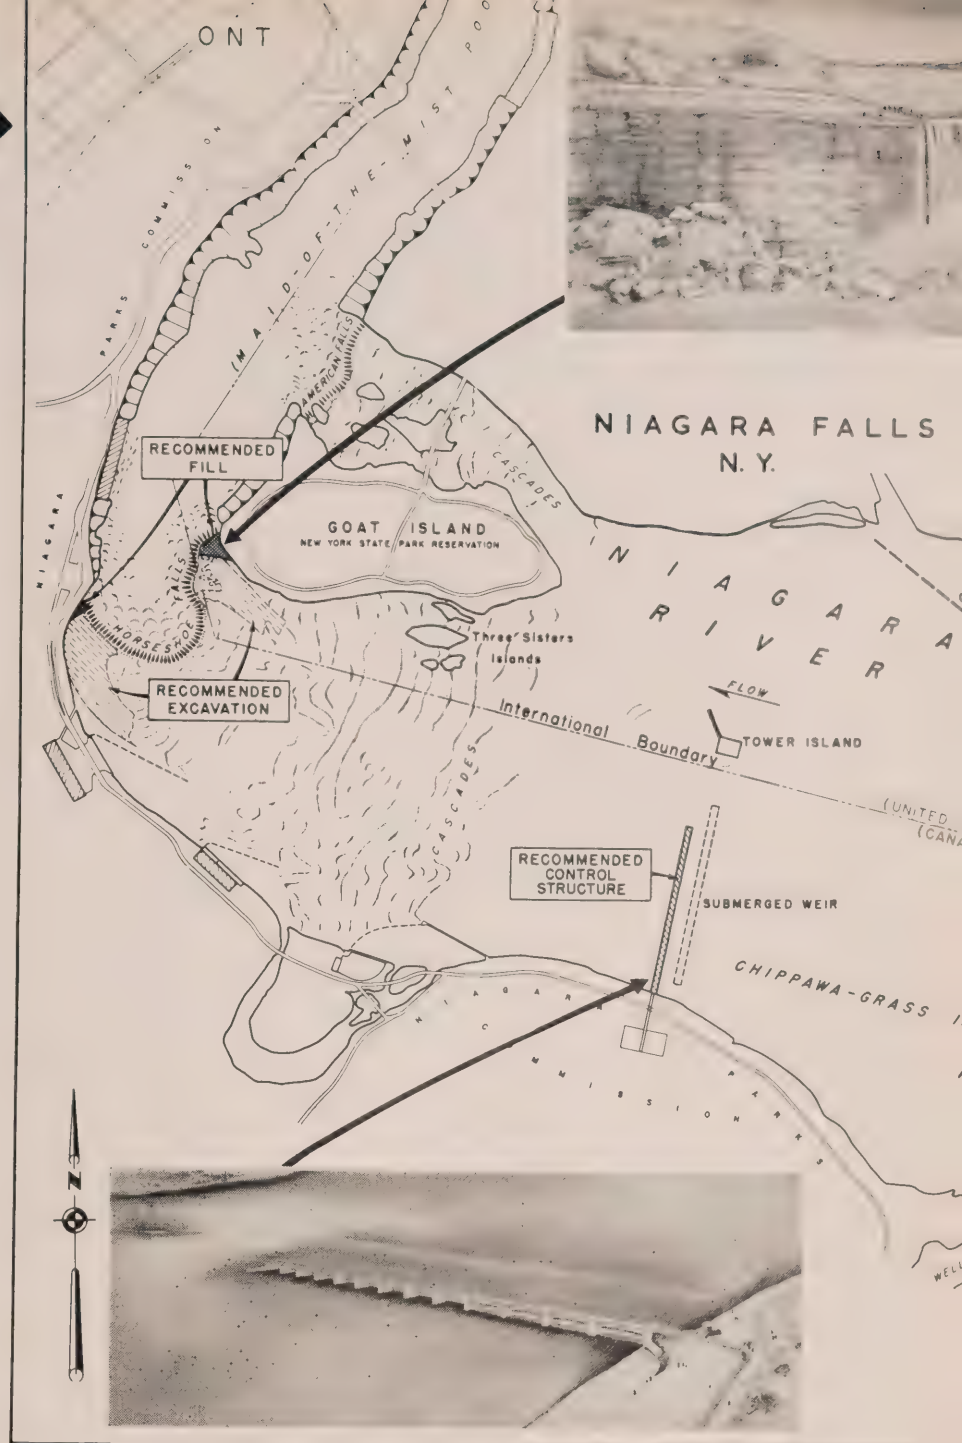 ONT
(MAID-OF-THE-MIST POO
NIAGARA PARKS COMMISSION
AMERICAN FALLS
NIAGARA FALLS
N.Y.
RECOMMENDED
FILL
CASCADES
GOAT ISLAND
NEW YORK STATE PARK RESERVATION
NIAGARA
RIVER
HORSESHOE FALLS
Three Sisters
Islands
RECOMMENDED
EXCAVATION
FLOW
International Boundary
TOWER ISLAND
CASCADES
(UNITED
(CANA
RECOMMENDED
CONTROL
STRUCTURE
SUBMERGED WEIR
CHIPPAWA-GRASS I
NIAGARA PARKS
COMMISSION
N
WELL